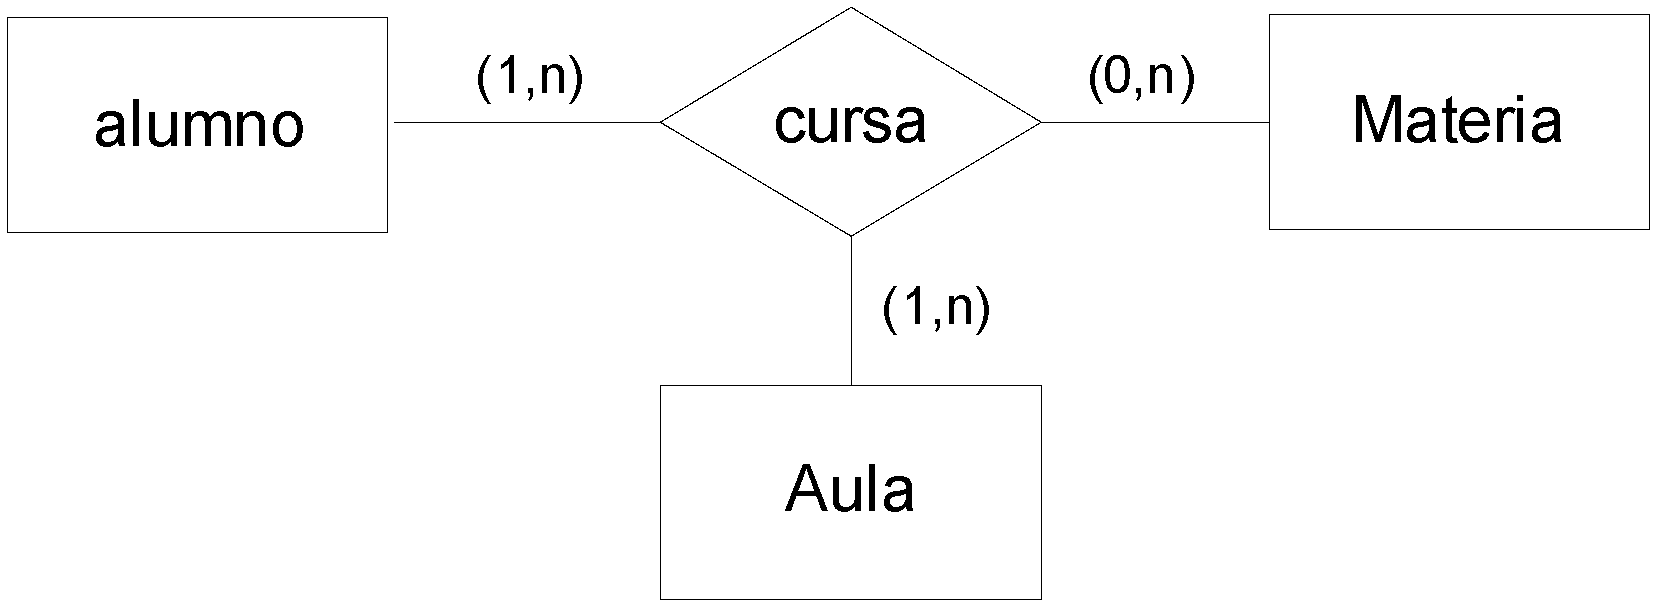 alumno
(1,n)
cursa
(0,n)
Materia
(1,n)
Aula